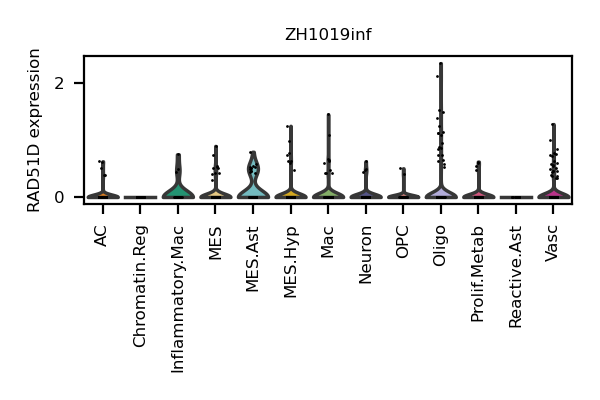 ZH1019inf
RAD51D expression
2
0
AC
Chromatin.Reg
Inflammatory.Mac
MES
MES.Ast
MES.Hyp
Mac
Neuron
OPC
Oligo
Prolif.Metab
Reactive.Ast
Vasc